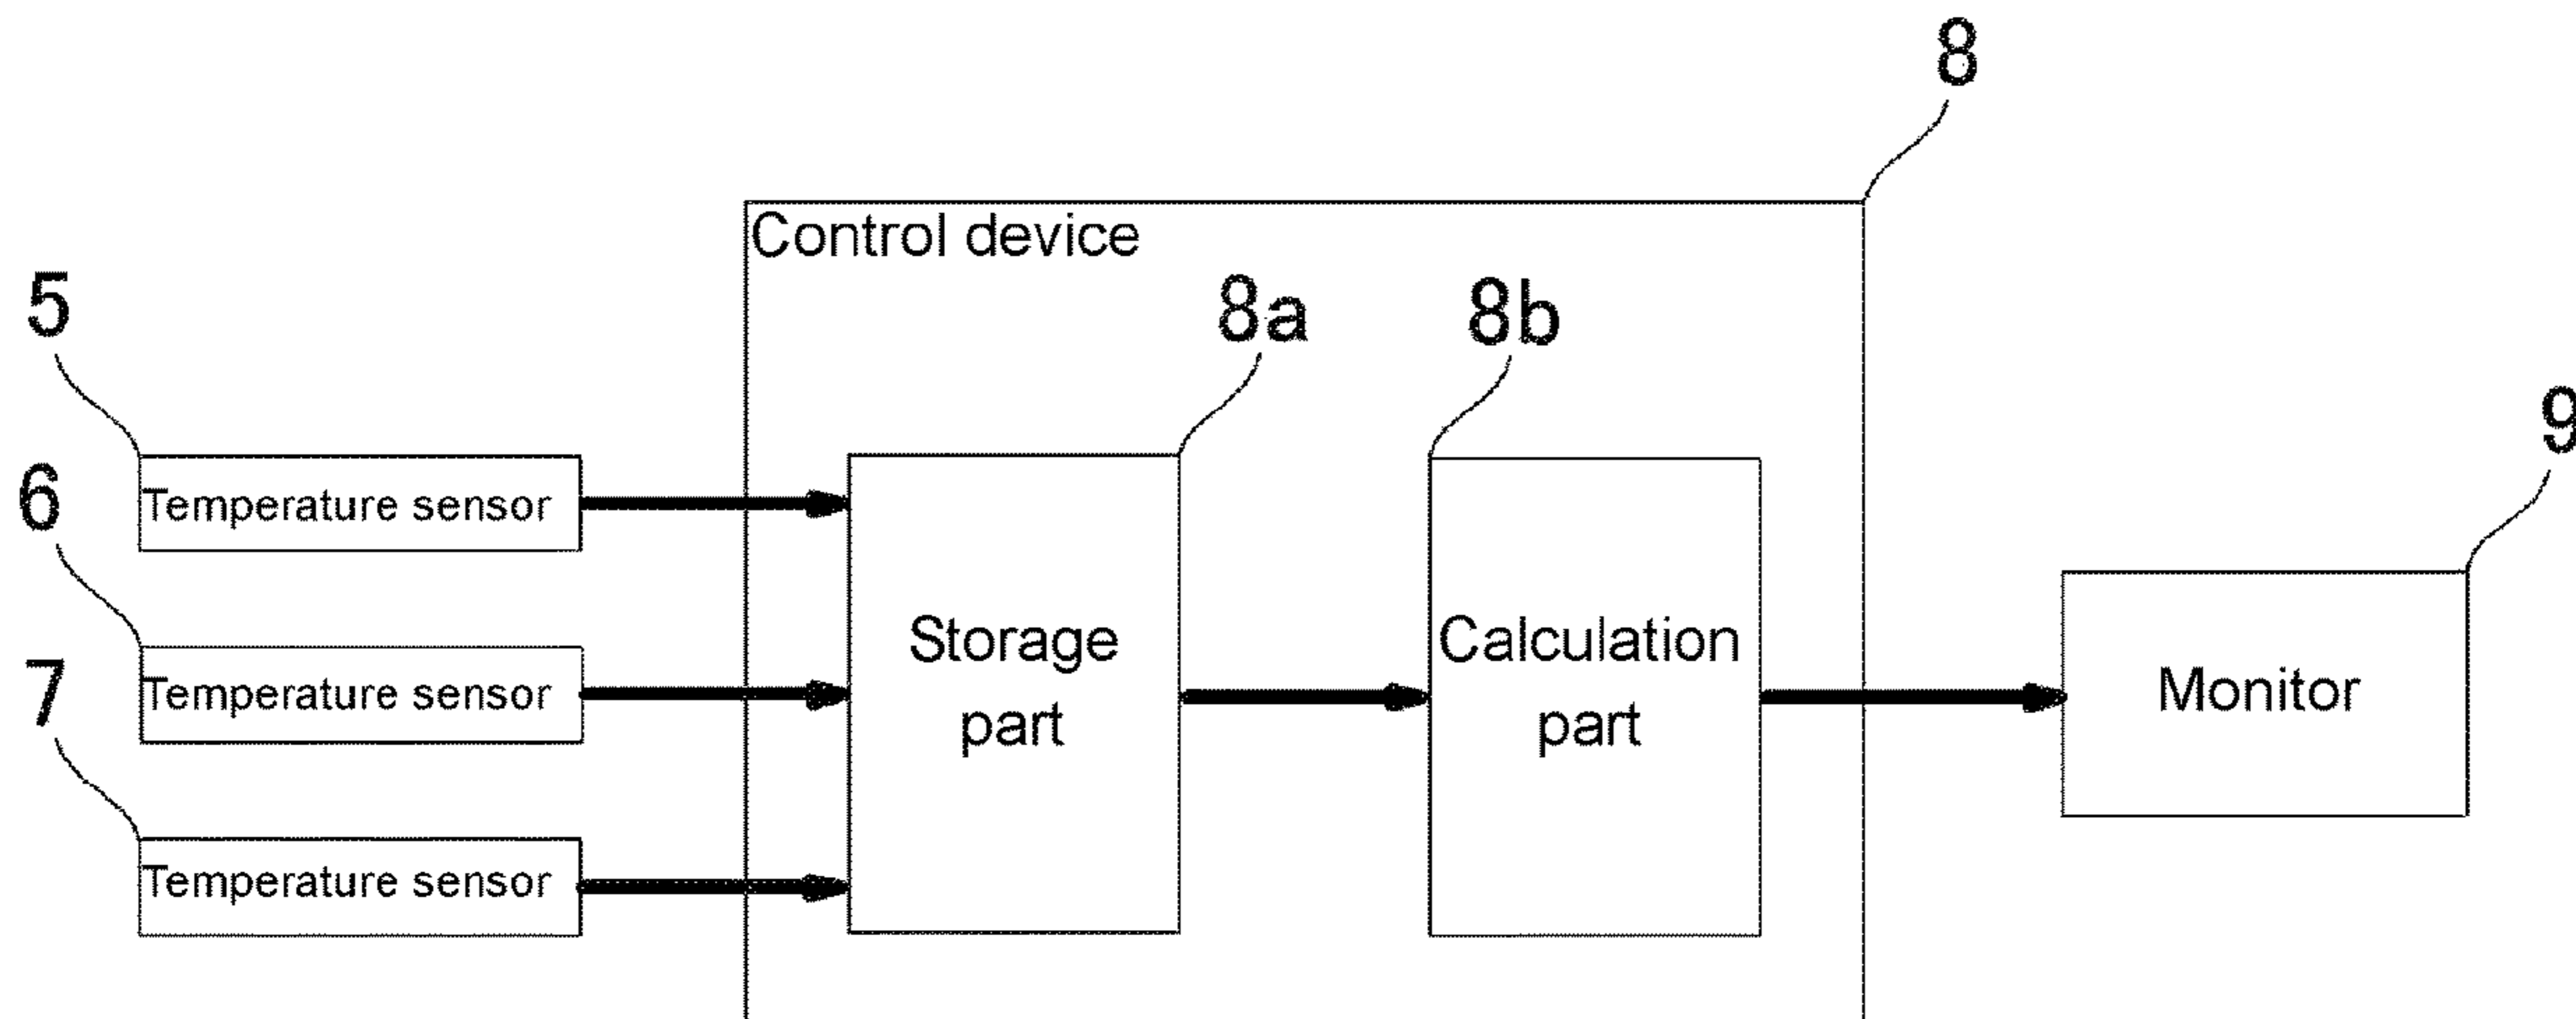 8
Control device
5
8a
8b
9
Temperature sensor
6
Storage
part
Calculation
part
Temperature sensor
Monitor
7
Temperature sensor